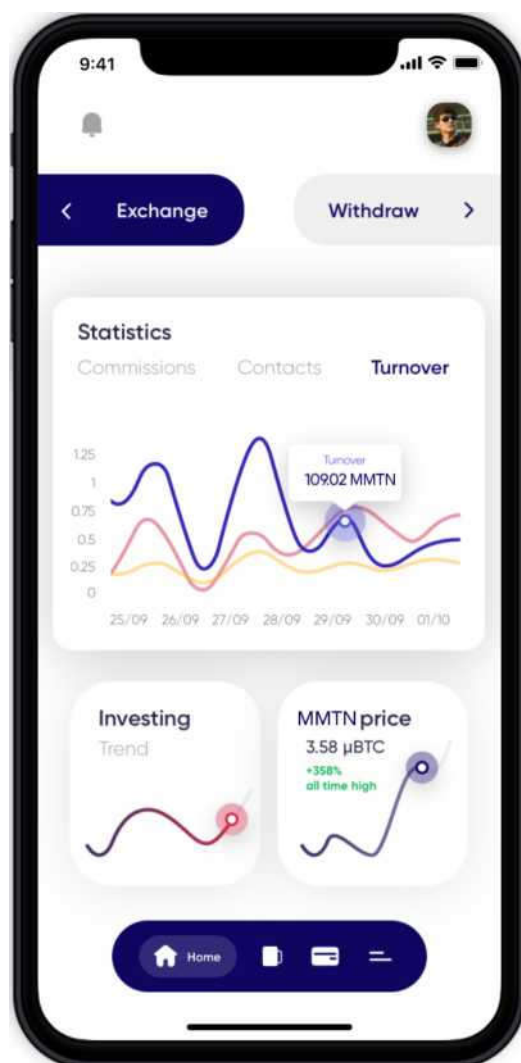 9:41
Exchange
Withdraw
Statistics
Commissions Contacts Turnover
Turnover
109.02 MMTN
1.25
1
0.75
0.5
0.25
0
25/09 26/09 27/09 28/09 29/09 30/09 01/10
Investing
Trend
MMTN price
3.58 μBTC
+358%
all time high
Home